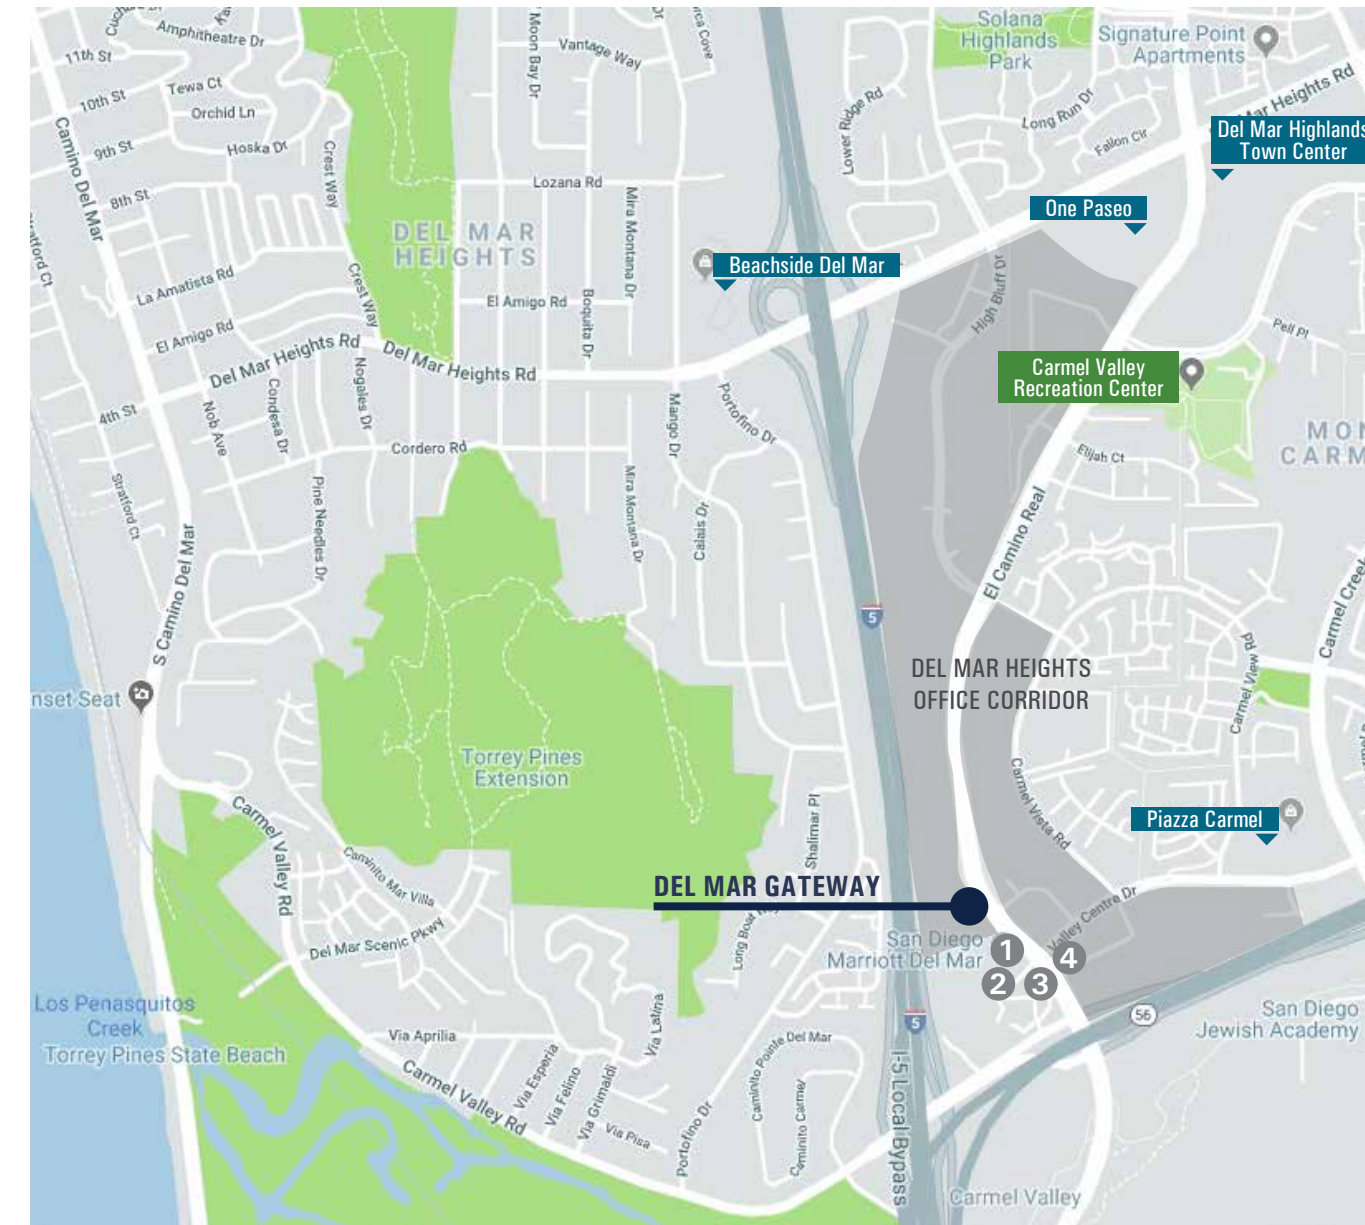 Amphitheatre Dr
11th St
10th St
Tewa Ct
Orchid Ln
9th St
Hoska Dr
8th St
Camino Del Mar
Crest Way
Moon Bay Dr
Vantage Way
Lozana Rd
Mira Montana Dr
DEL MAR
HEIGHTS
Solana
Highlands
Park
Signature Point
Apartments
Lower Ridge Rd
Long Run Dr
Fallon Cir
Mar Heights Rd
Del Mar Highlands
Town Center
One Paseo
Beachside Del Mar
High Bluff Dr
La Amatista Rd
El Amigo Rd
Crest Way
El Amigo Rd
Boquita Dr
Del Mar Heights Rd
Del Mar Heights Rd
4th St
Nob Ave
Condesa Dr
Nogales Dr
Cordero Rd
Mango Dr
Portofino Dr
Pell Pl
Carmel Valley
Recreation Center
Elijah Ct
MON
CARM
Stratford Ct
Pine Needles Dr
Mira Montana Dr
Calais Dr
El Camino Real
S Camino Del Mar
5
Carmel Creek
Carmel View Rd
DEL MAR HEIGHTS
OFFICE CORRIDOR
nset Seat
Torrey Pines
Extension
Carmel Vista Rd
Piazza Carmel
Shalimar Pl
Carmel Valley Rd
Caminito Mar Villa
DEL MAR GATEWAY
Valley Centre Dr
Del Mar Scenic Pkwy
San Diego
Marriott Del Mar
1
2
3
4
Los Penasquitos
Creek
Torrey Pines State Beach
Via Aprilia
Via Latina
Caminito Pointe Del Mar
5
56
San Diego
Jewish Academy
Carmel Valley Rd
Via Esperia
Via Felino
Via Grimaldi
Via Pisa
Portofino Dr
Caminito Carmel
I-5 Local Bypass
Carmel Valley